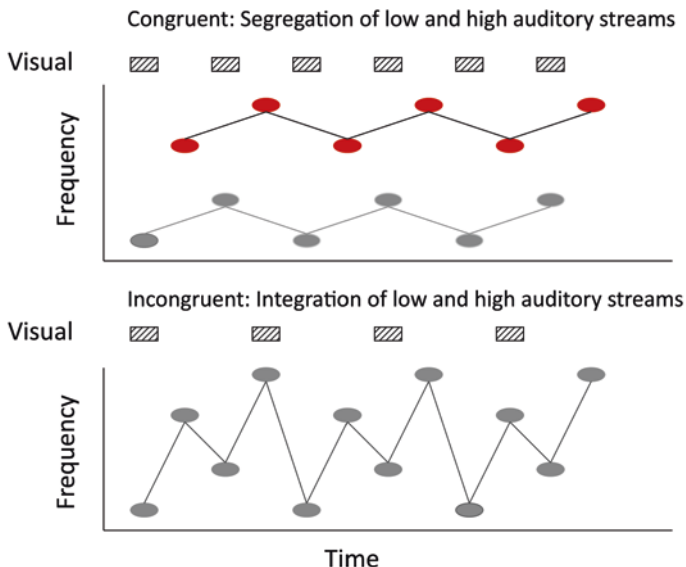 Congruent: Segregation of low and high auditory streams
Visual
Frequency
Incongruent: Integration of low and high auditory streams
Visual
Frequency
Time